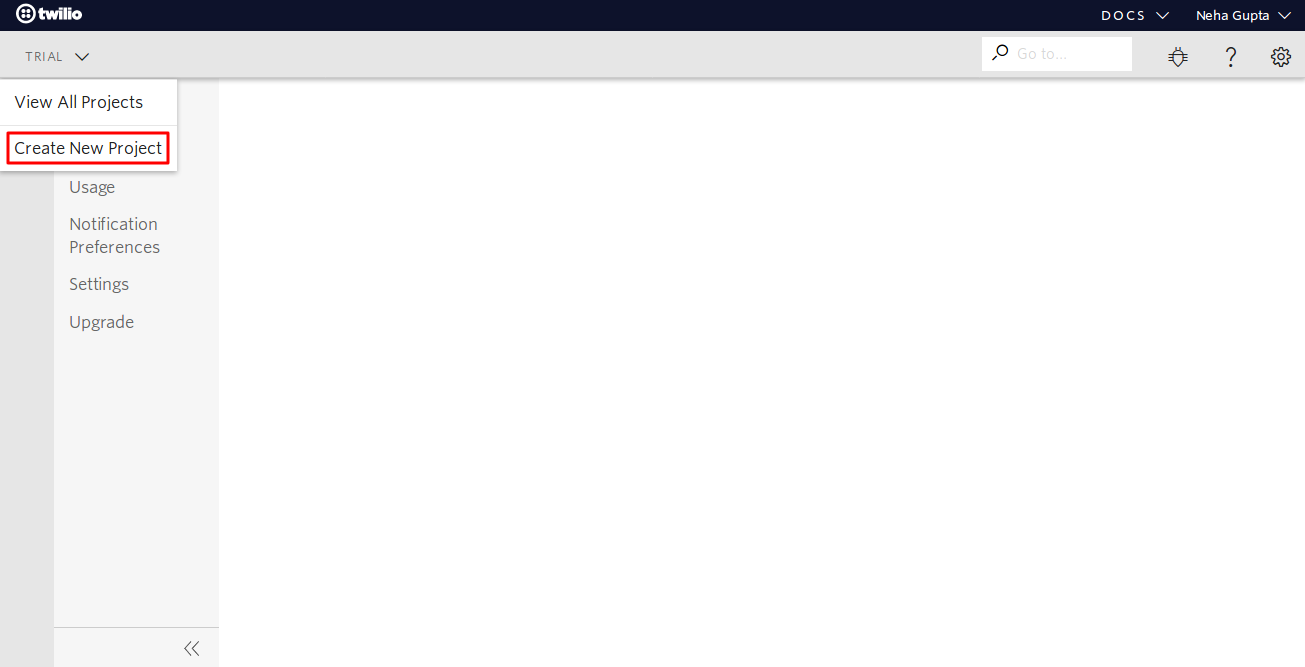 twilio
DOCS
Neha Gupta
TRIAL
Go to...
?
View All Projects
Create New Project
Usage
Notification
Preferences
Settings
Upgrade